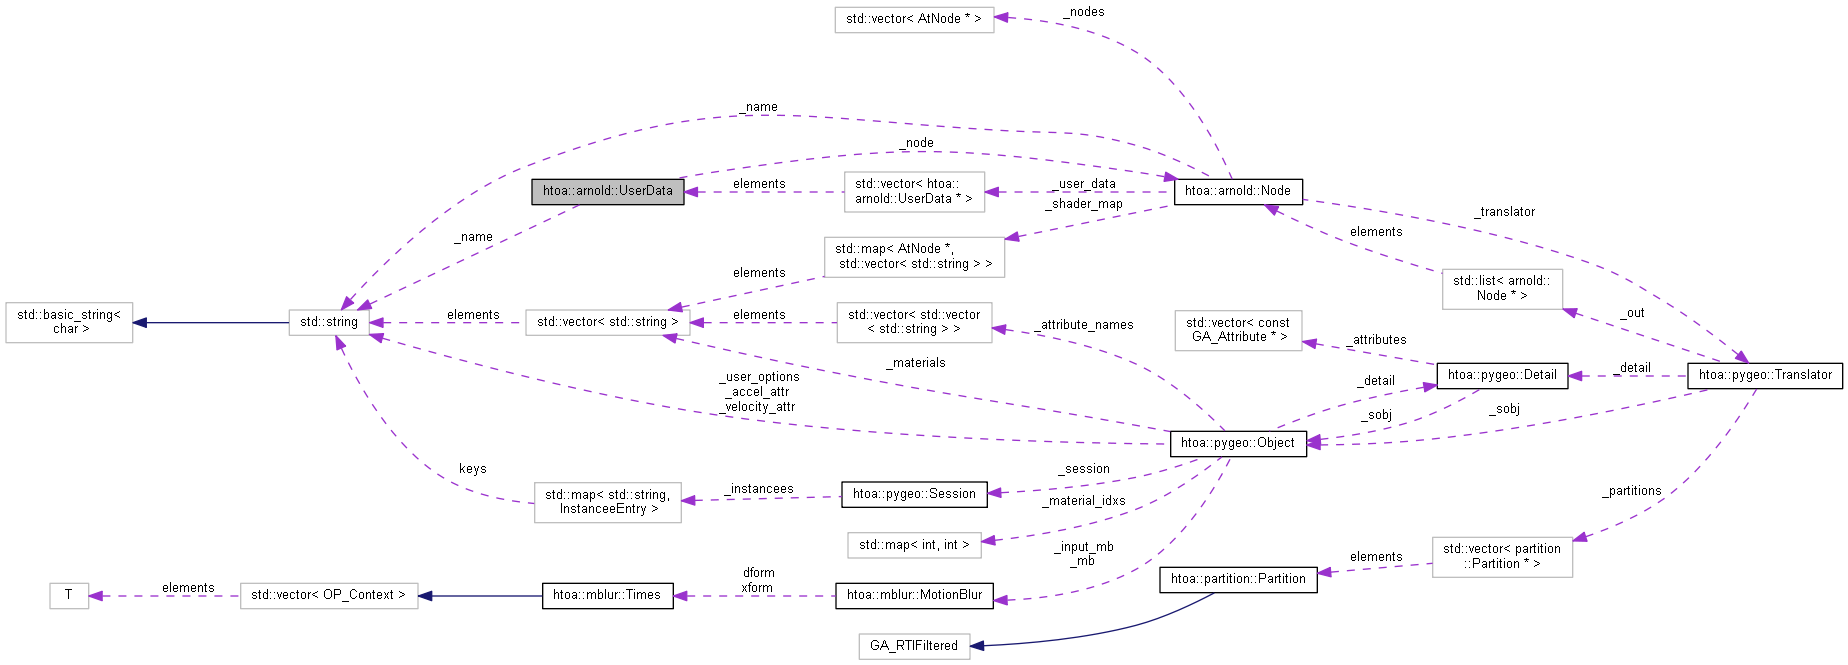 std::vector< AtNode * >
_nodes
_name
_node
htoa::arnold::UserData
elements
std::vector< htoa::
arnold::UserData * >
_user_data
htoa::arnold::Node
_shader_map
_translator
_name
elements
std::map< AtNode *,
std::vector< std::string > >
elements
std::list< arnold::
Node * >
std::basic_string<
char >
std::string
elements
std::vector< std::string >
elements
std::vector< std::vector
< std::string > >
_attribute_names
std::vector< const
GA_Attribute * >
_attributes
_out
_materials
_user_options
_accel_attr
_velocity_attr
_detail
htoa::pygeo::Detail
_detail
htoa::pygeo::Translator
_sobj
_sobj
htoa::pygeo::Object
keys
_session
std::map< std::string,
InstanceeEntry >
_instancees
htoa::pygeo::Session
_material_idxs
_partitions
std::map< int, int >
_input_mb
_mb
std::vector< partition
::Partition * >
elements
htoa::partition::Partition
T
elements
std::vector< OP_Context >
htoa::mblur::Times
dform
xform
htoa::mblur::MotionBlur
GA_RTIFiltered